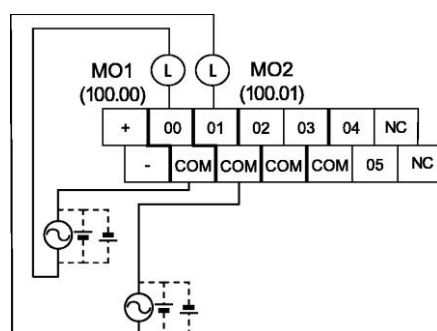 L L
MO1 MO2
(100.00) (100.01)
+ 00 01 02 03 04 NC
- COM COM COM COM 05 NC